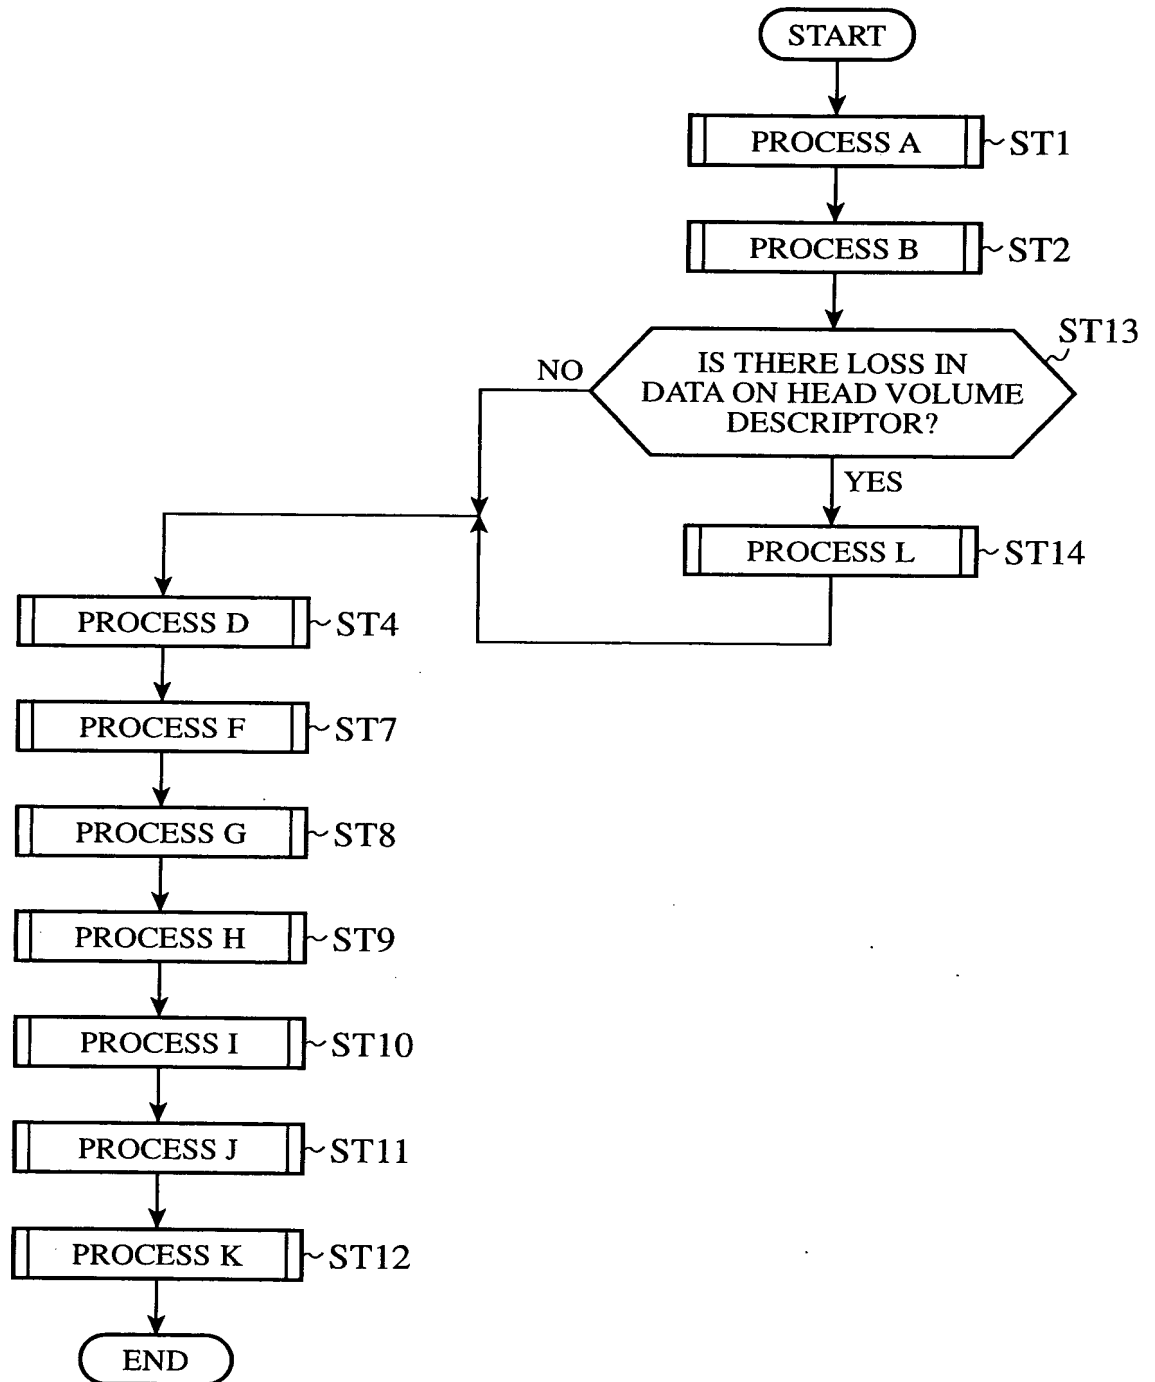 START
PROCESS A
ST1
PROCESS B
ST2
ST13
IS THERE LOSS IN
DATA ON HEAD VOLUME
DESCRIPTOR?
NO
YES
PROCESS L
ST14
PROCESS D
ST4
PROCESS F
ST7
PROCESS G
ST8
PROCESS H
ST9
PROCESS I
ST10
PROCESS J
ST11
PROCESS K
ST12
END